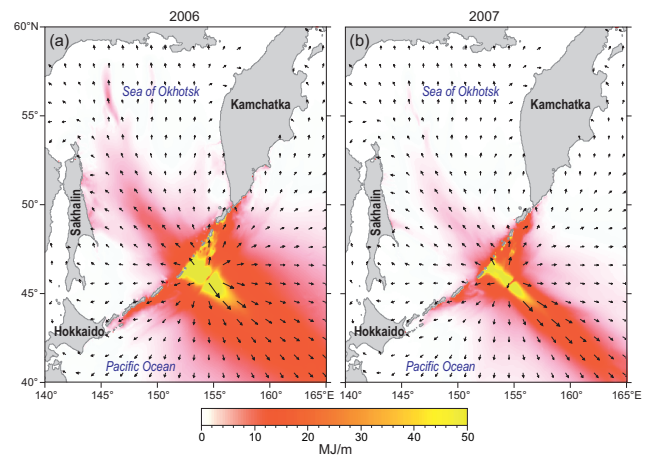 2006
2007
60°N
(a)
(b)
Sea of Okhotsk
Sea of Okhotsk
Kamchatka
Kamchatka
55°
50°
Sakhalin
Sakhalin
45°
Hokkaido
Hokkaido
Pacific Ocean
Pacific Ocean
40°
140°
145°
150°
155°
160°
165°E
140°
145°
150°
155°
160°
165°E
0
10
20
30
40
50
MJ/m